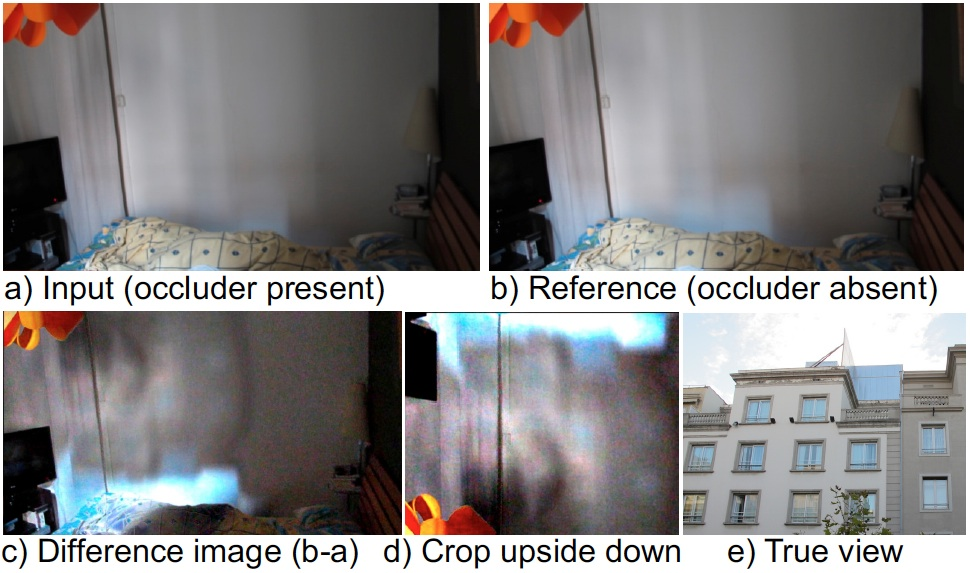 a) Input (occluder present)
b) Reference (occluder absent)
c) Difference image (b-a)
d) Crop upside down
e) True view